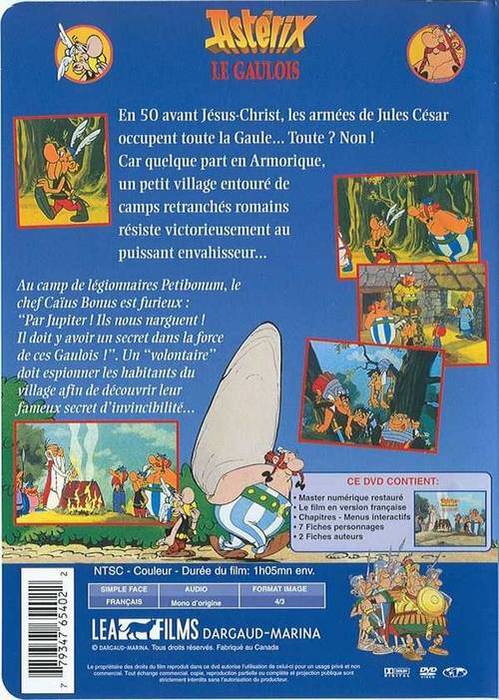 Astérix
LE GAULOIS
En 50 avant Jésus-Christ, les armées de Jules César
occupent toute la Gaule... Toute ? Non !
Car quelque part en Armorique,
un petit village entouré de
camps retranchés romains
résiste victorieusement au
puissant envahisseur...
Au camp de légionnaires Petibonum, le
chef Caïus Bonus est furieux :
“Par Jupiter ! Ils nous narguent !
Il doit y avoir un secret dans la force
de ces Gaulois !”. Un “volontaire”
doit espionner les habitants du
village afin de découvrir leur
fameux secret d'invincibilité...
CE DVD CONTIENT:
• Master numérique restauré
• Le film en version française
• Chapitres - Menus interactifs
• 7 Fiches personnages
• 2 Fiches auteurs
NTSC - Couleur - Durée du film: 1h05mn env.
SIMPLE FACE AUDIO FORMAT IMAGE
FRANÇAIS Mono d'origine 4/3
LEA FILMS DARGAUD-MARINA
© DARGAUD-MARINA. Tous droits réservés. Fabriqué au Canada
Le propriétaire des droits du film reproduit dans ce dvd autorise l'utilisation de celui-ci pour un usage privé et non
commercial. Tout échange commercial, copie, reproduction partielle ou complète et projection publique sont
strictement interdits sans l'autorisation du producteur.
DOLBY DIGITAL DVD VIDEO
7 79347 65402 2